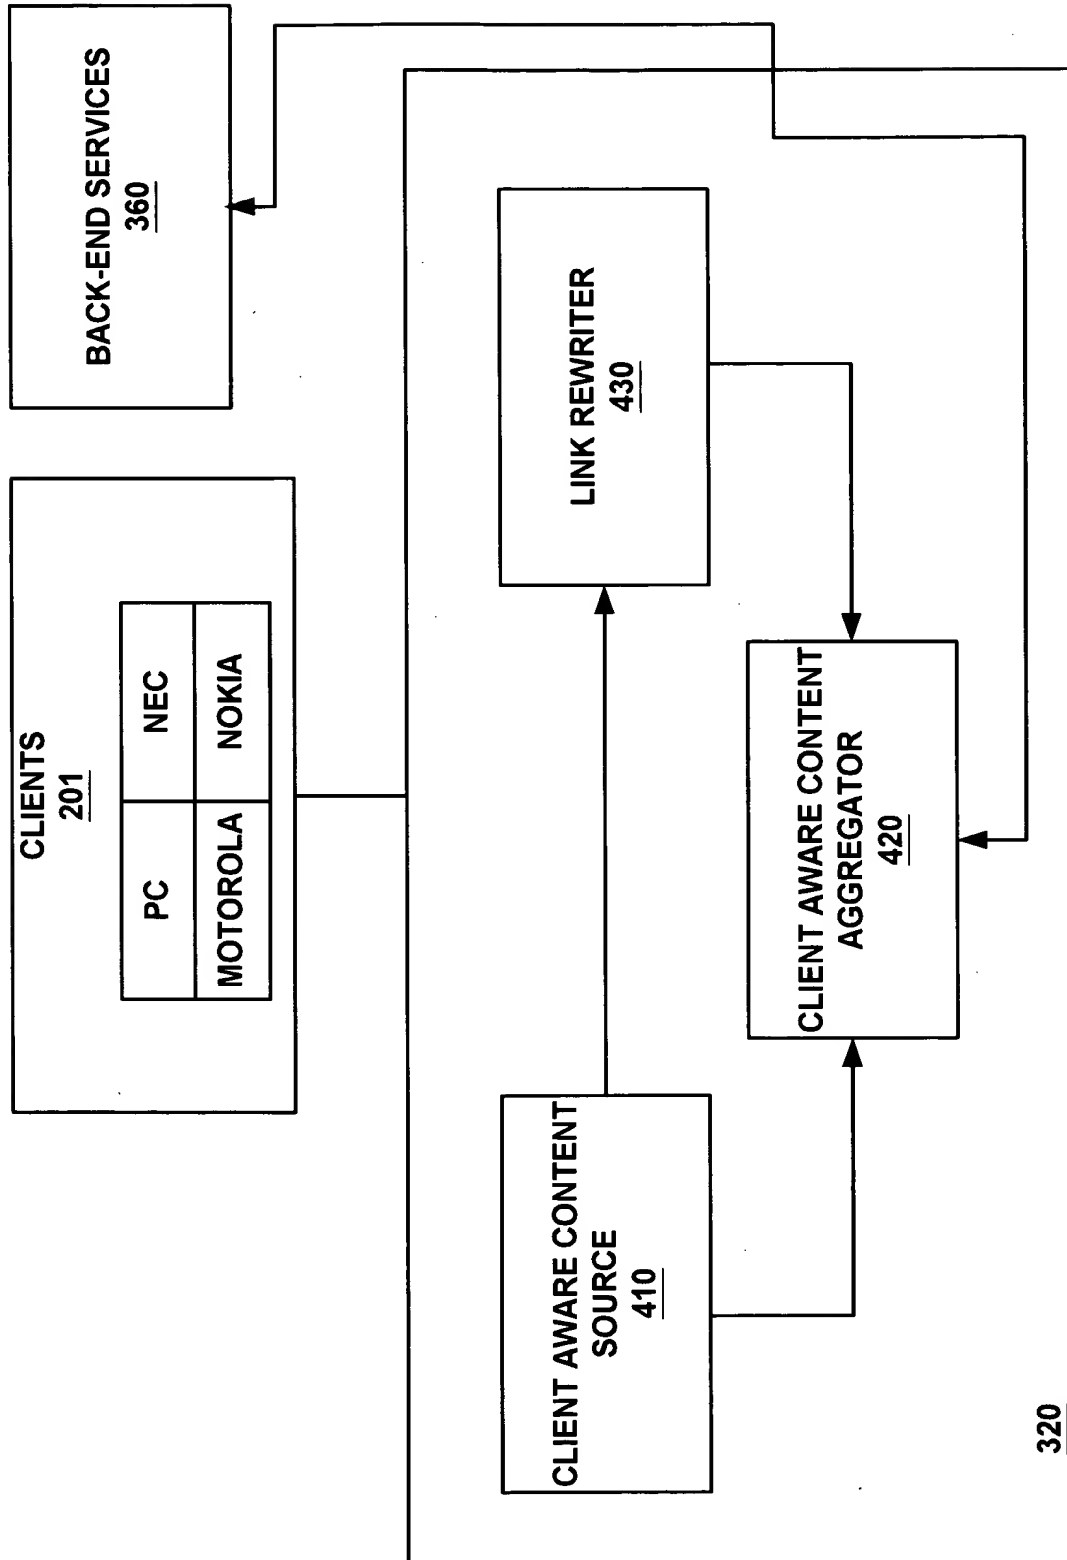 CLIENTS
201
PC
NEC
MOTOROLA
NOKIA
BACK-END SERVICES
360
CLIENT AWARE CONTENT
SOURCE
410
LINK REWRITER
430
CLIENT AWARE CONTENT
AGGREGATOR
420
320